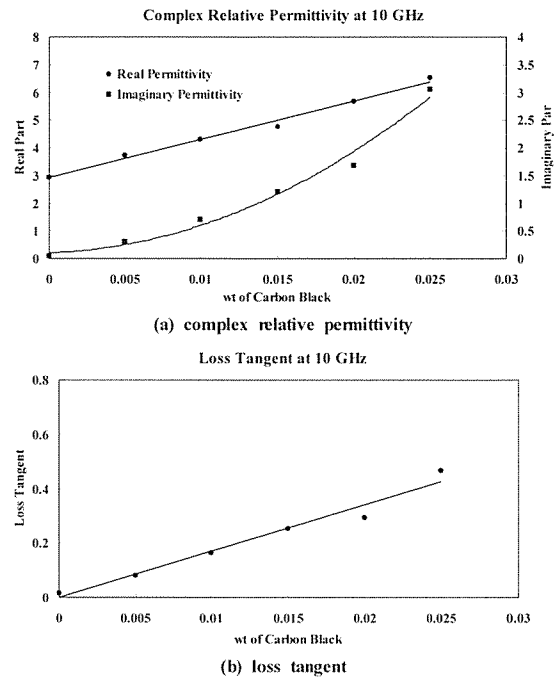 Complex Relative Permittivity at 10 GHz
8 4
7 3.5
6 3
5 2.5
4 2
3 1.5
2 1
1 0.5
0 0
Real Permittivity
Imaginary Permittivity
Real Part
Imaginary Par
0 0.005 0.01 0.015 0.02 0.025 0.03
wt of Carbon Black
(a) complex relative permittivity
Loss Tangent at 10 GHz
0.8
0.6
0.4
0.2
0
Loss Tangent
0 0.005 0.01 0.015 0.02 0.025 0.03
wt of Carbon Black
(b) loss tangent